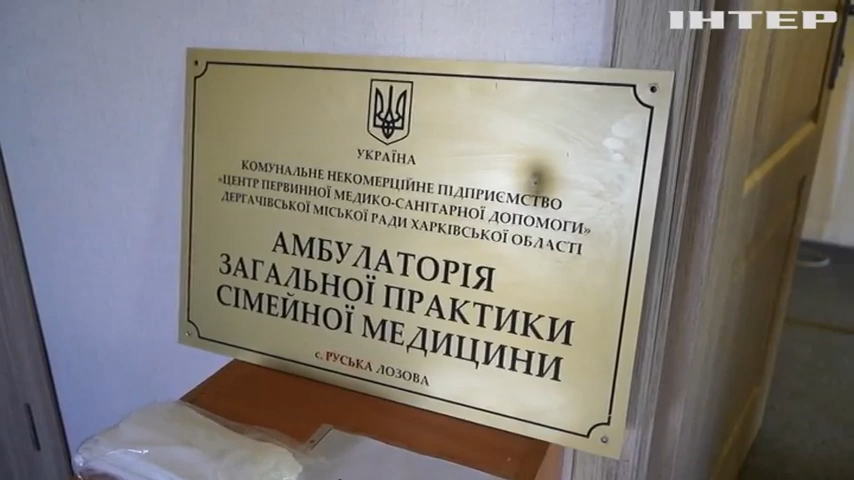 ІНТЕР
УКРАЇНА
КОМУНАЛЬНЕ НЕКОМЕРЦІЙНЕ ПІДПРИЄМСТВО
«ЦЕНТР ПЕРВИННОЇ МЕДИКО-САНІТАРНОЇ ДОПОМОГИ»
ДЕРГАЧІВСЬКОЇ МІСЬКОЇ РАДИ ХАРКІВСЬКОЇ ОБЛАСТІ
АМБУЛАТОРІЯ
ЗАГАЛЬНОЇ ПРАКТИКИ
СІМЕЙНОЇ МЕДИЦИНИ
с. РУСЬКА ЛОЗОВА